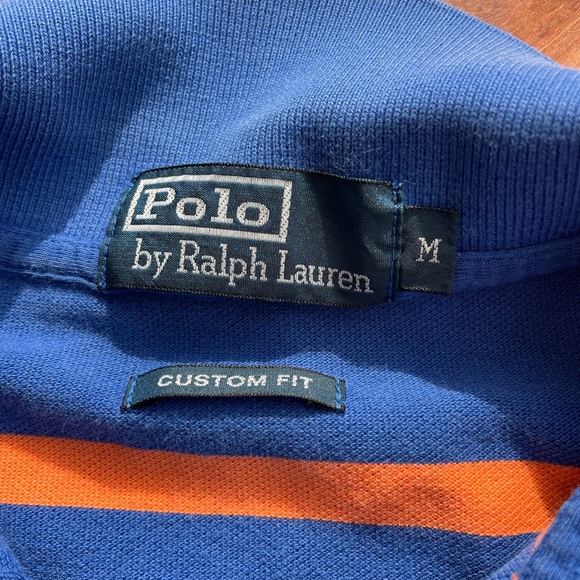 Polo
by Ralph Lauren
M
CUSTOM FIT